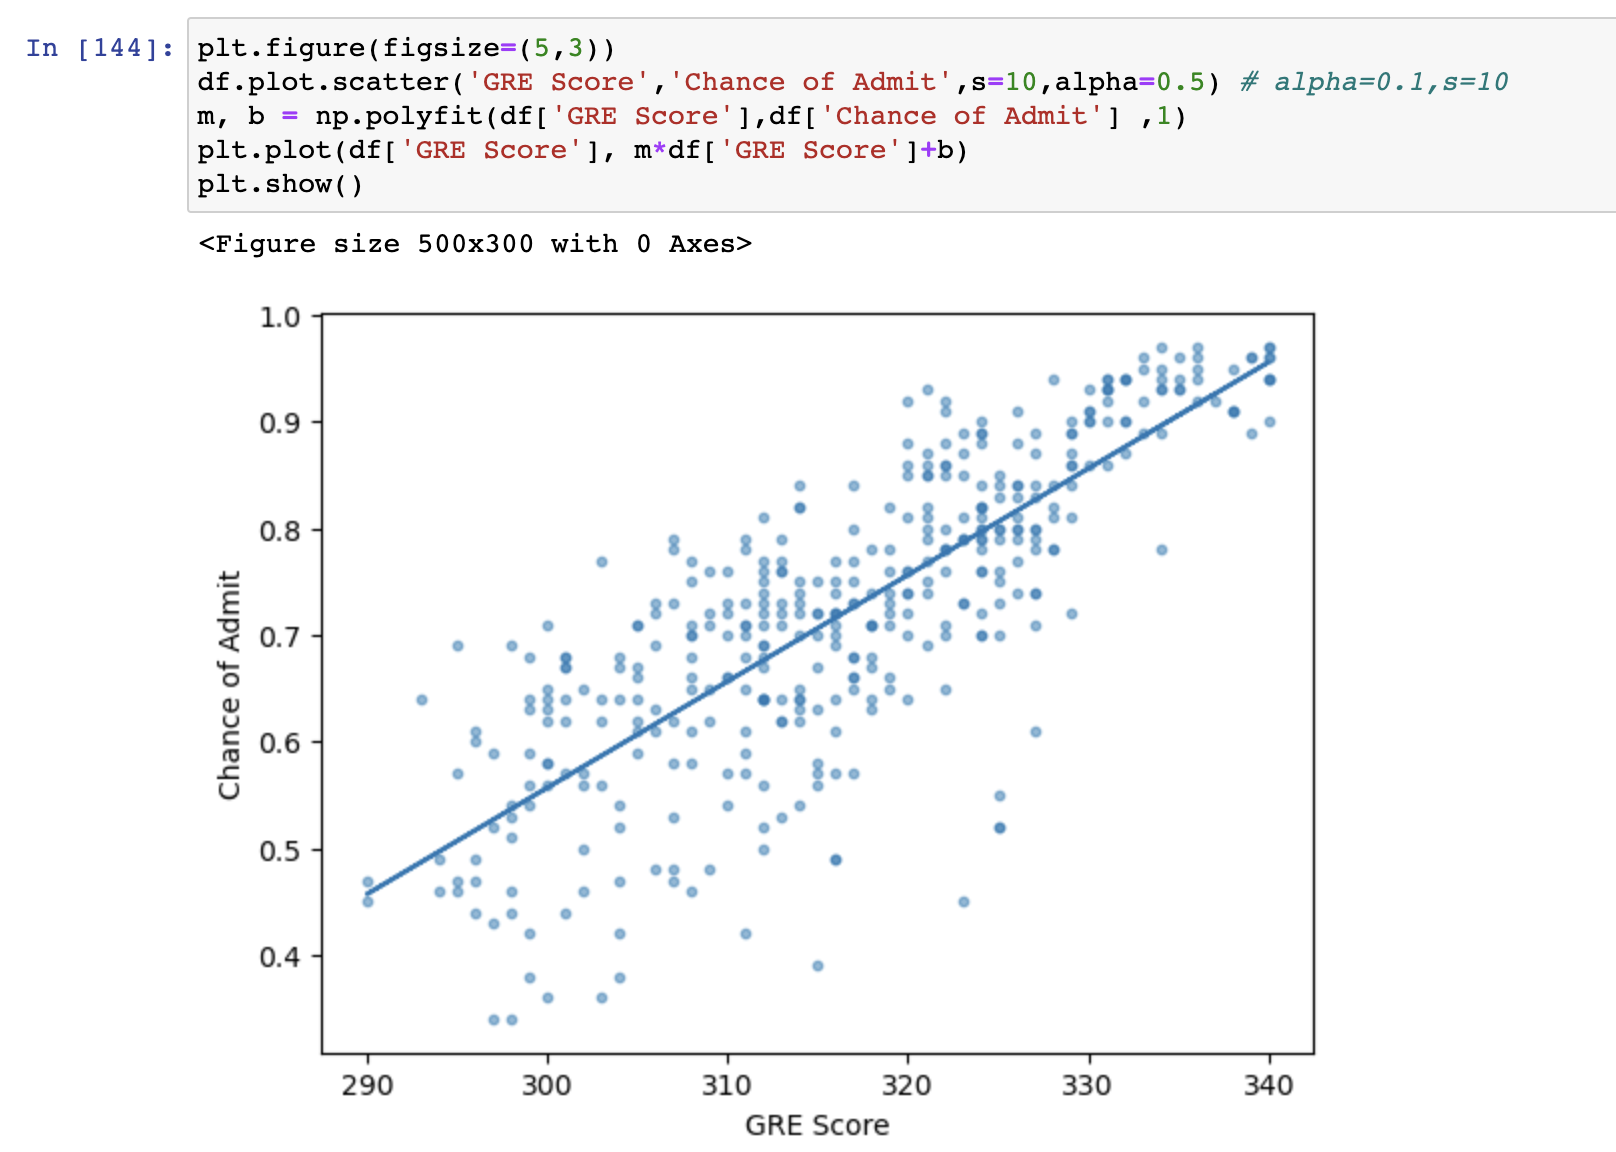 In [144]:
plt.figure(figsize=(5,3))
df.plot.scatter('GRE Score','Chance of Admit',s=10,alpha=0.5) # alpha=0.1,s=10
m, b = np.polyfit(df['GRE Score'],df['Chance of Admit'] ,1)
plt.plot(df['GRE Score'], m*df['GRE Score']+b)
plt.show()
<Figure size 500x300 with 0 Axes>
1.0
0.9
0.8
0.7
0.6
0.5
0.4
Chance of Admit
290 300 310 320 330 340
GRE Score